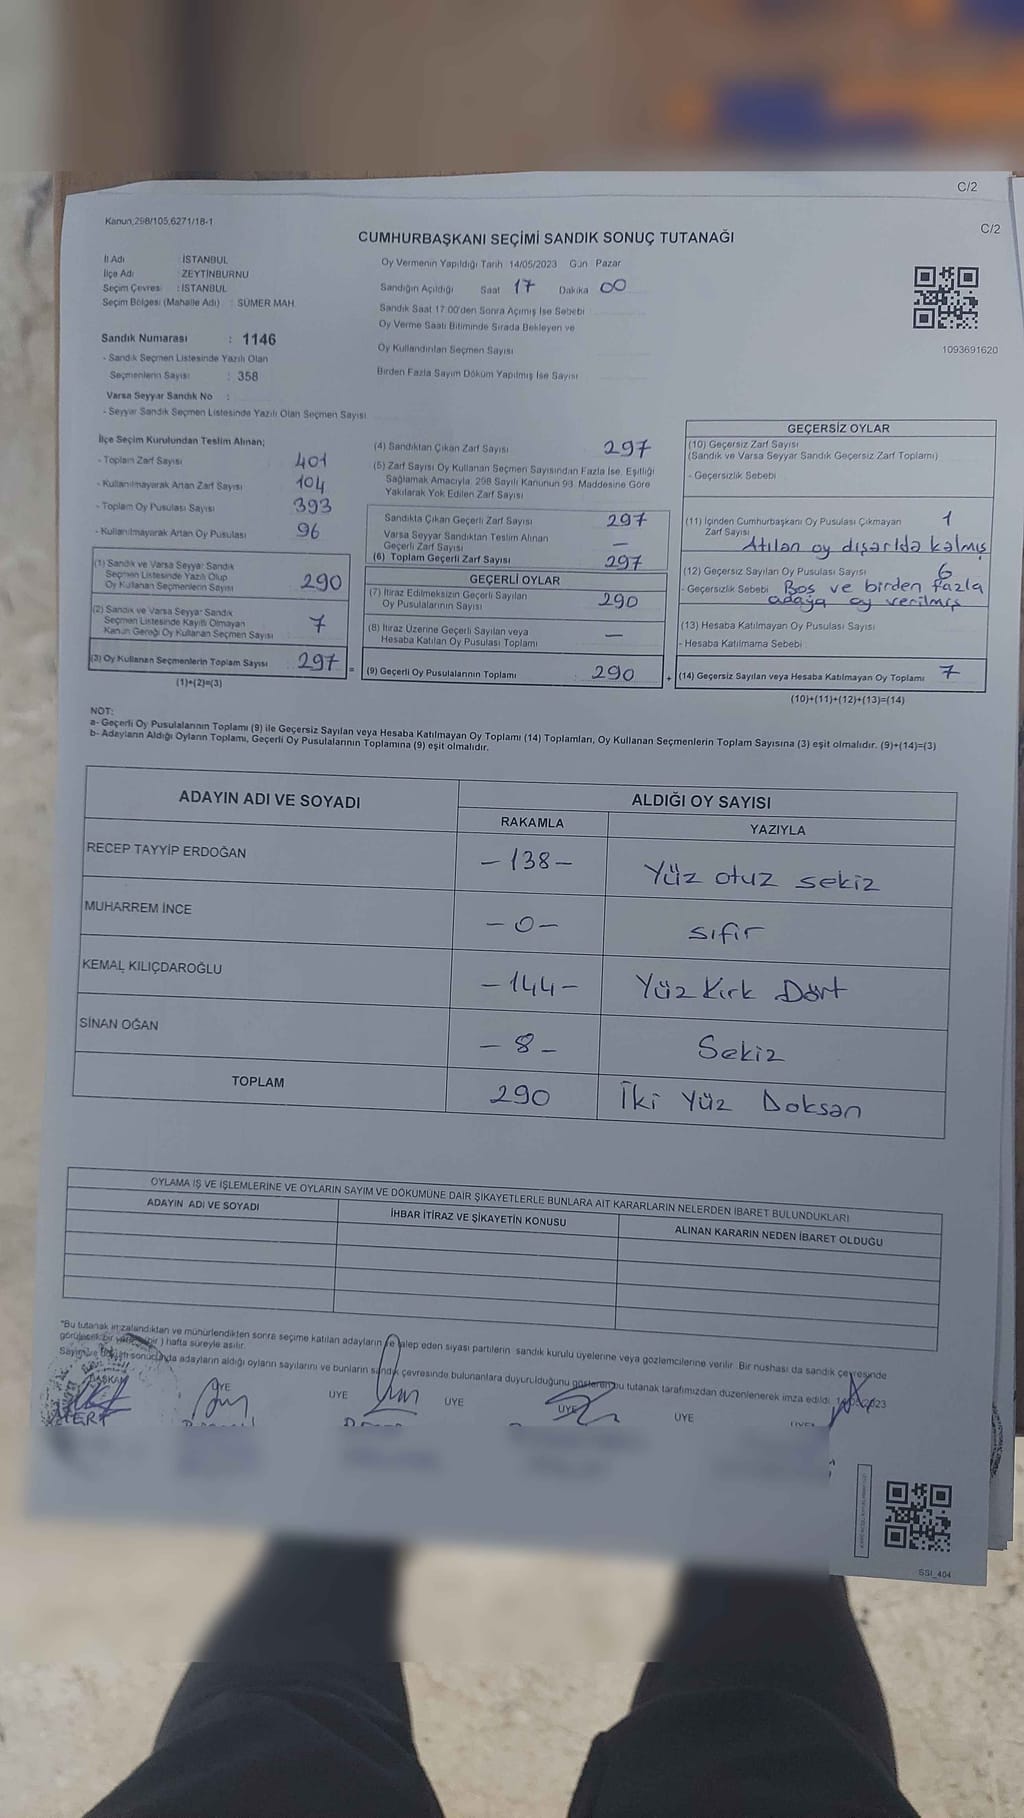 C/2
C/2
Kanun,298/105,6271/18-1
CUMHURBAŞKANI SEÇİMİ SANDIK SONUÇ TUTANAĞI
İl Adı : İSTANBUL
İlçe Adı : ZEYTİNBURNU
Seçim Çevresi : İSTANBUL
Seçim Bölgesi (Mahalle Adı) : SÜMER MAH.
Sandık Numarası : 1146
- Sandık Seçmen Listesinde Yazılı Olan
Seçmenlerin Sayısı : 358
Varsa Seyyar Sandık No :
- Seyyar Sandık Seçmen Listesinde Yazılı Olan Seçmen Sayısı
Oy Vermenin Yapıldığı Tarih 14/05/2023 Gün Pazar
Sandığın Açıldığı Saat 17 Dakika 00
Sandık Saat 17:00'den Sonra Açımış İse Sebebi
Oy Verme Saati Bitiminde Sırada Bekleyen ve
Oy Kullandırılan Seçmen Sayısı
Birden Fazla Sayım Döküm Yapılmış İse Sayısı
1093691620
İlçe Seçim Kurulundan Teslim Alınan;
- Toplam Zarf Sayısı 401
- Kullanılmayarak Artan Zarf Sayısı 104
- Toplam Oy Pusulası Sayısı 393
- Kullanılmayarak Artan Oy Pusulası 96
(1) Sandık ve Varsa Seyyar Sandık
Seçmen Listesinde Yazılı Olup
Oy Kullanan Seçmenlerin Sayısı 290
(2) Sandık ve Varsa Seyyar Sandık
Seçmen Listesinde Kayıtlı Olmayan
Kanun Gereği Oy Kullanan Seçmen Sayısı 7
(3) Oy Kullanan Seçmenlerin Toplam Sayısı 297 =
(1)+(2)=(3)
(4) Sandıktan Çıkan Zarf Sayısı 297
(5) Zarf Sayısı Oy Kullanan Seçmen Sayısından Fazla İse, Eşitliği
Sağlamak Amacıyla, 298 Sayılı Kanunun 98. Maddesine Göre
Yakılarak Yok Edilen Zarf Sayısı
Sandıkta Çıkan Geçerli Zarf Sayısı 297
Varsa Seyyar Sandıktan Teslim Alınan
Geçerli Zarf Sayısı —
(6) Toplam Geçerli Zarf Sayısı 297
GEÇERLİ OYLAR
(7) İtiraz Edilmeksizin Geçerli Sayılan
Oy Pusulalarının Sayısı 290
(8) İtiraz Üzerine Geçerli Sayılan veya
Hesaba Katılan Oy Pusulası Toplamı —
(9) Geçerli Oy Pusulalarının Toplamı : 290 +
GEÇERSİZ OYLAR
(10) Geçersiz Zarf Sayısı
(Sandık ve Varsa Seyyar Sandık Geçersiz Zarf Toplamı)
- Geçersizlik Sebebi
(11) İçinden Cumhurbaşkanı Oy Pusulası Çıkmayan 1
Zarf Sayısı
Atılan oy dışarıda kalmış
(12) Geçersiz Sayılan Oy Pusulası Sayısı 6
- Geçersizlik Sebebi Boş ve birden fazla
adaya oy verilmiş
(13) Hesaba Katılmayan Oy Pusulası Sayısı
- Hesaba Katılmama Sebebi
(14) Geçersiz Sayılan veya Hesaba Katılmayan Oy Toplamı 7
(10)+(11)+(12)+(13)=(14)
NOT:
a- Geçerli Oy Pusulalarının Toplamı (9) ile Geçersiz Sayılan veya Hesaba Katılmayan Oy Toplamı (14) Toplamları, Oy Kullanan Seçmenlerin Toplam Sayısına (3) eşit olmalıdır. (9)+(14)=(3)
b- Adayların Aldığı Oyların Toplamı, Geçerli Oy Pusulalarının Toplamına (9) eşit olmalıdır.
ADAYIN ADI VE SOYADI ALDIĞI OY SAYISI
RAKAMLA YAZIYLA
RECEP TAYYİP ERDOĞAN -138- Yüz otuz sekiz
MUHARREM İNCE -0- sıfır
KEMAL KILIÇDAROĞLU -144- Yüz Kırk Dört
SİNAN OĞAN -8- Sekiz
TOPLAM 290 İki Yüz Doksan
OYLAMA İŞ VE İŞLEMLERİNE VE OYLARIN SAYIM VE DÖKÜMÜNE DAİR ŞİKAYETLERLE BUNLARA AİT KARARLARIN NELERDEN İBARET BULUNDUKLARI
ADAYIN ADI VE SOYADI İHBAR İTİRAZ VE ŞİKAYETİN KONUSU ALINAN KARARIN NEDEN İBARET OLDUĞU
"Bu tutanak imzalandıktan ve mühürlendikten sonra seçime katılan adayların ve talep eden siyasi partilerin sandık kurulu üyelerine veya gözlemcilerine verilir. Bir nüshası da sandık çevresinde
görülecek bir yere (bir) hafta süreyle asılır.
Sayım ve döküm sonucunda adayların aldığı oyların sayılarını ve bunların sandık çevresinde bulunanlara duyurulduğunu gösteren bu tutanak tarafımızdan düzenlenerek imza edildi.
BAŞKAN ÜYE ÜYE ÜYE ÜYE ÜYE
MERT
SSI_404